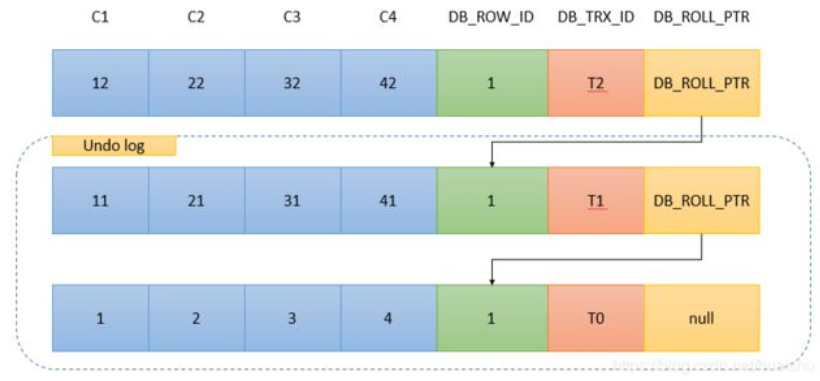 C1 C2 C3 C4 DB_ROW_ID DB_TRX_ID DB_ROLL_PTR
12 22 32 42 1 T2 DB_ROLL_PTR
Undo log
11 21 31 41 1 T1 DB_ROLL_PTR
1 2 3 4 1 T0 null